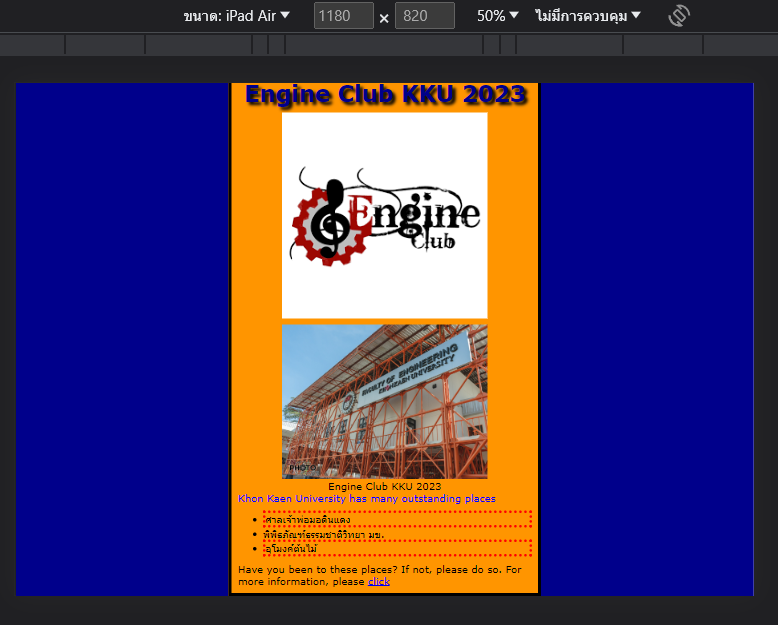 ขนาด: iPad Air ▼ 1180 × 820 50% ▼ ไม่มีการควบคุม ▼
Engine Club KKU 2023
Engine
Club
FACULTY OF ENGINEERING
KHONKAEN UNIVERSITY
PHOTO
Engine Club KKU 2023
Khon Kaen University has many outstanding places
• ศาลเจ้าพ่อมอดินแดง
• พิพิธภัณฑ์ธรรมชาติวิทยา มข.
• อุโมงค์ต้นไม้
Have you been to these places? If not, please do so. For
more information, please click